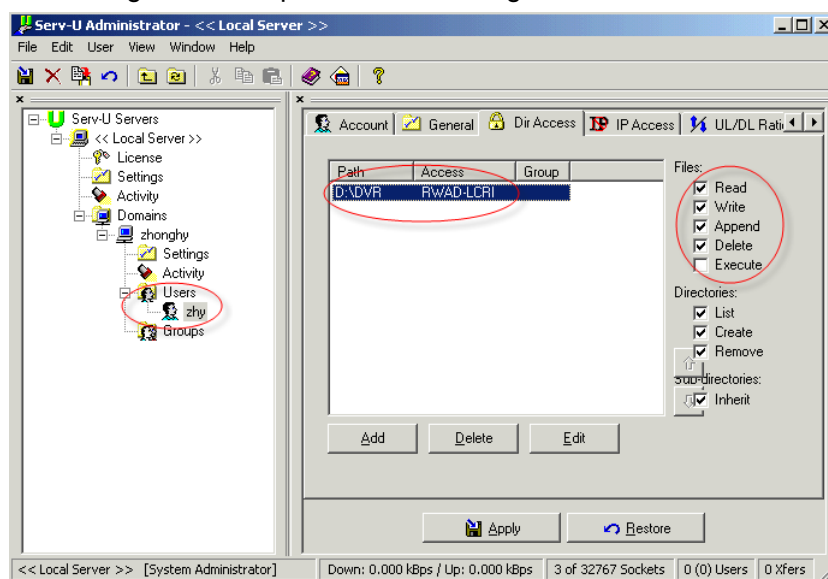 Serv-U Administrator - << Local Server >>
File Edit User View Window Help
Serv-U Servers
<< Local Server >>
License
Settings
Activity
Domains
zhonghy
Settings
Activity
Users
zhy
Groups
Account General Dir Access IP Access UL/DL
Path Access Group
D:\DVR RWAD-LCRI
Files:
Read
Write
Append
Delete
Execute
Directories:
List
Create
Remove
Sub-directories:
Inherit
Add Delete Edit
Apply Restore
<< Local Server >> [System Administrator] Down: 0.000 kBps / Up: 0.000 kBps 3 of 32767 Sockets 0 (0) Users 0 Xfers